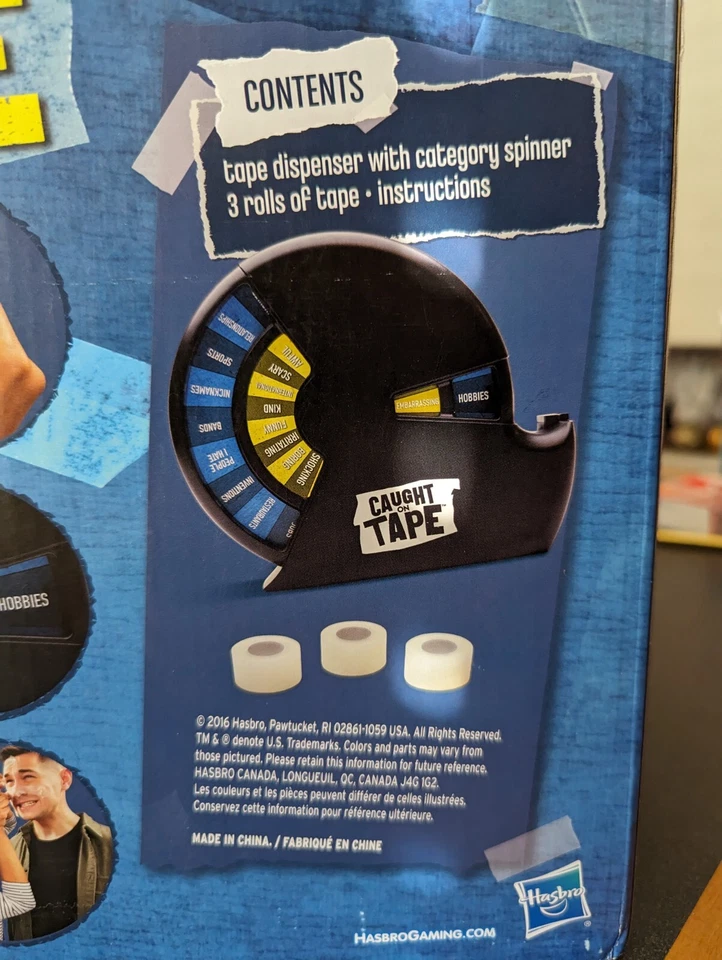 CONTENTS
tape dispenser with category spinner
3 rolls of tape • instructions
RELATIONSHIPS
SPORTS
NICKNAMES
BANDS
PEOPLE
I HATE
INVENTIONS
RESTAURANTS
AWFUL
SCARY
INTERNATIONAL
KIND
FUNNY
IRRITATING
BORING
SHOCKING
EMBARRASSING
HOBBIES
CAUGHT
ON
TAPE™
HOBBIES
© 2016 Hasbro, Pawtucket, RI 02861-1059 USA. All Rights Reserved.
TM & ® denote U.S. Trademarks. Colors and parts may vary from
those pictured. Please retain this information for future reference.
HASBRO CANADA, LONGUEUIL, QC, CANADA J4G 1G2.
Les couleurs et les pièces peuvent différer de celles illustrées.
Conservez cette information pour référence ultérieure.
MADE IN CHINA. / FABRIQUÉ EN CHINE
Hasbro
®
HASBROGAMING.COM